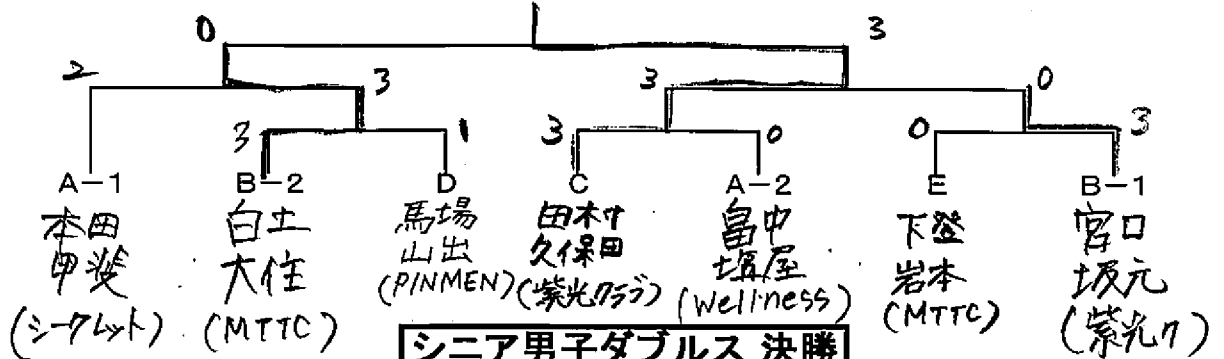 0 3
2 3 3 0
3 1 3 0 0 3
A-1 B-2 D C A-2 E B-1
本田 白土 馬場 田村 畠中 下登 宮口
甲斐 大住 山出 久保田 塩屋 岩本 坂元
(シークレット) (MTTC) (PINMEN) (紫光クラブ) (Wellness) (MTTC) (紫光ク)
シニア男子ダブルス 決勝